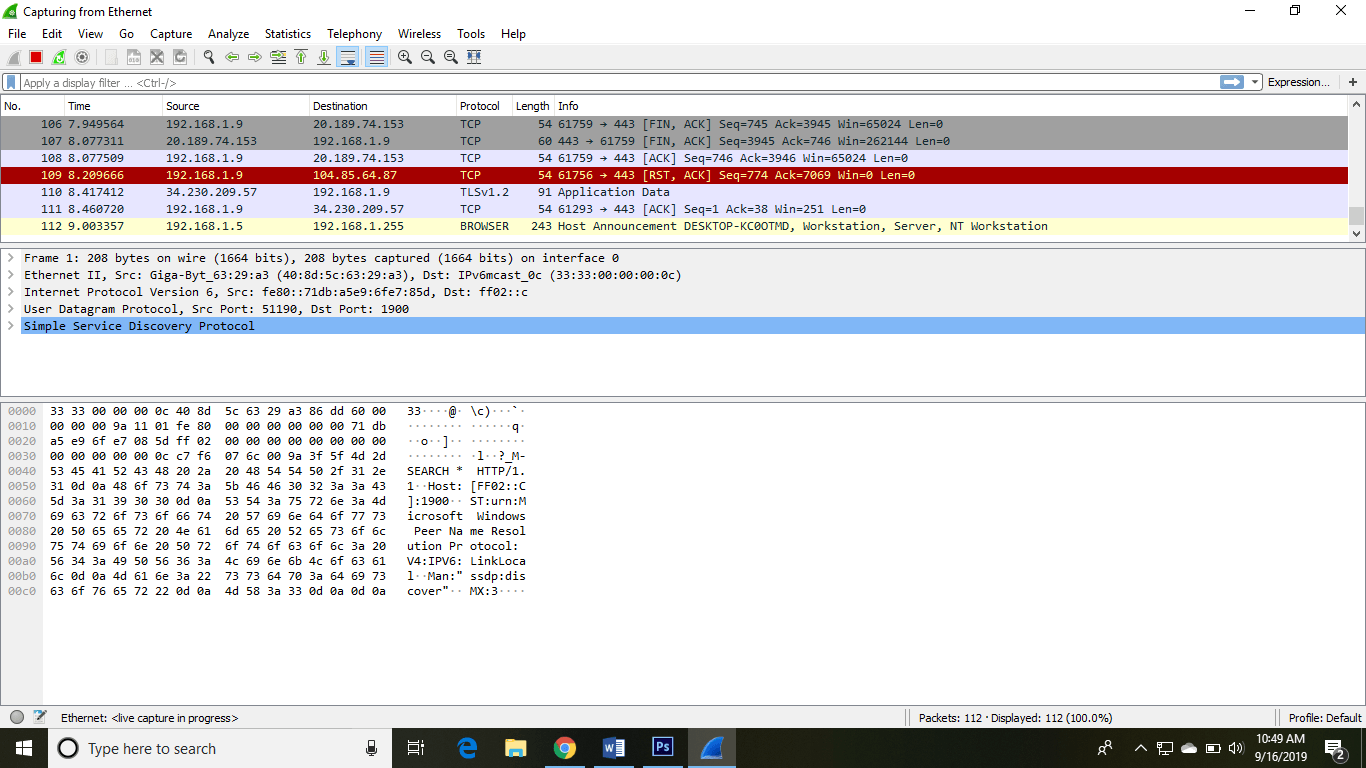 Capturing from Ethernet
File Edit View Go Capture Analyze Statistics Telephony Wireless Tools Help
Apply a display filter ... <Ctrl-/> Expression... +
No. Time Source Destination Protocol Length Info
106 7.949564 192.168.1.9 20.189.74.153 TCP 54 61759 → 443 [FIN, ACK] Seq=745 Ack=3945 Win=65024 Len=0
107 8.077311 20.189.74.153 192.168.1.9 TCP 60 443 → 61759 [FIN, ACK] Seq=3945 Ack=746 Win=262144 Len=0
108 8.077509 192.168.1.9 20.189.74.153 TCP 54 61759 → 443 [ACK] Seq=746 Ack=3946 Win=65024 Len=0
109 8.209666 192.168.1.9 104.85.64.87 TCP 54 61756 → 443 [RST, ACK] Seq=774 Ack=7069 Win=0 Len=0
110 8.417412 34.230.209.57 192.168.1.9 TLSv1.2 91 Application Data
111 8.460720 192.168.1.9 34.230.209.57 TCP 54 61293 → 443 [ACK] Seq=1 Ack=38 Win=251 Len=0
112 9.003357 192.168.1.5 192.168.1.255 BROWSER 243 Host Announcement DESKTOP-KC0OTMD, Workstation, Server, NT Workstation
Frame 1: 208 bytes on wire (1664 bits), 208 bytes captured (1664 bits) on interface 0
Ethernet II, Src: Giga-Byt_63:29:a3 (40:8d:5c:63:29:a3), Dst: IPv6mcast_0c (33:33:00:00:00:0c)
Internet Protocol Version 6, Src: fe80::71db:a5e9:6fe7:85d, Dst: ff02::c
User Datagram Protocol, Src Port: 51190, Dst Port: 1900
Simple Service Discovery Protocol
0000 33 33 00 00 00 0c 40 8d 5c 63 29 a3 86 dd 60 00 33····@· \c)···`·
0010 00 00 00 9a 11 01 fe 80 00 00 00 00 00 00 71 db ········ ······q·
0020 a5 e9 6f e7 08 5d ff 02 00 00 00 00 00 00 00 00 ··o··]·· ········
0030 00 00 00 00 00 0c c7 f6 07 6c 00 9a 3f 5f 4d 2d ········ ·l··?_M-
0040 53 45 41 52 43 48 20 2a 20 48 54 54 50 2f 31 2e SEARCH * HTTP/1.
0050 31 0d 0a 48 6f 73 74 3a 5b 46 46 30 32 3a 3a 43 1··Host: [FF02::C
0060 5d 3a 31 39 30 30 0d 0a 53 54 3a 75 72 6e 3a 4d ]:1900·· ST:urn:M
0070 69 63 72 6f 73 6f 66 74 20 57 69 6e 64 6f 77 73 icrosoft Windows
0080 20 50 65 65 72 20 4e 61 6d 65 20 52 65 73 6f 6c Peer Na me Resol
0090 75 74 69 6f 6e 20 50 72 6f 74 6f 63 6f 6c 3a 20 ution Pr otocol:
00a0 56 34 3a 49 50 56 36 3a 4c 69 6e 6b 4c 6f 63 61 V4:IPV6: LinkLoca
00b0 6c 0d 0a 4d 61 6e 3a 22 73 73 64 70 3a 64 69 73 l··Man:" ssdp:dis
00c0 63 6f 76 65 72 22 0d 0a 4d 58 3a 33 0d 0a 0d 0a cover"·· MX:3····
Ethernet: <live capture in progress> Packets: 112 · Displayed: 112 (100.0%) Profile: Default
Type here to search Ps 10:49 AM
9/16/2019 2